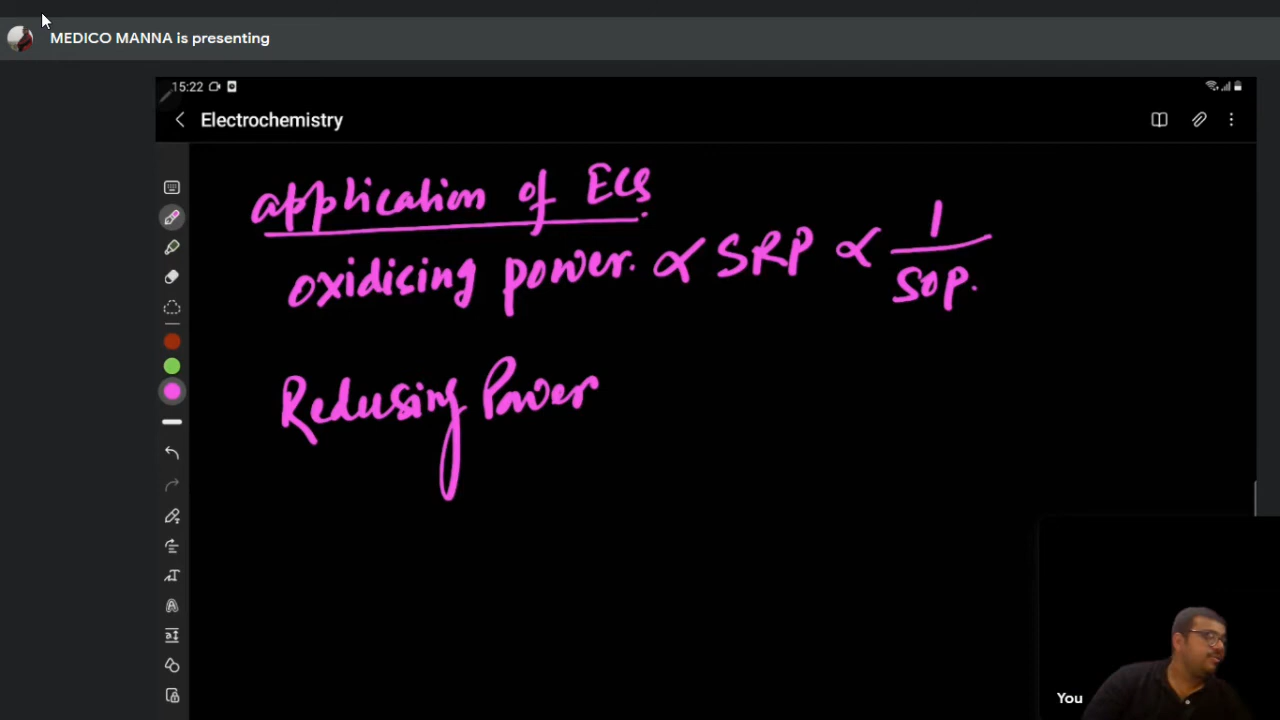 MEDICO MANNA is presenting
15:22
Electrochemistry
application of ECS
oxidising power. ∝ SRP ∝ 1/SOP.
Redusing Power
You